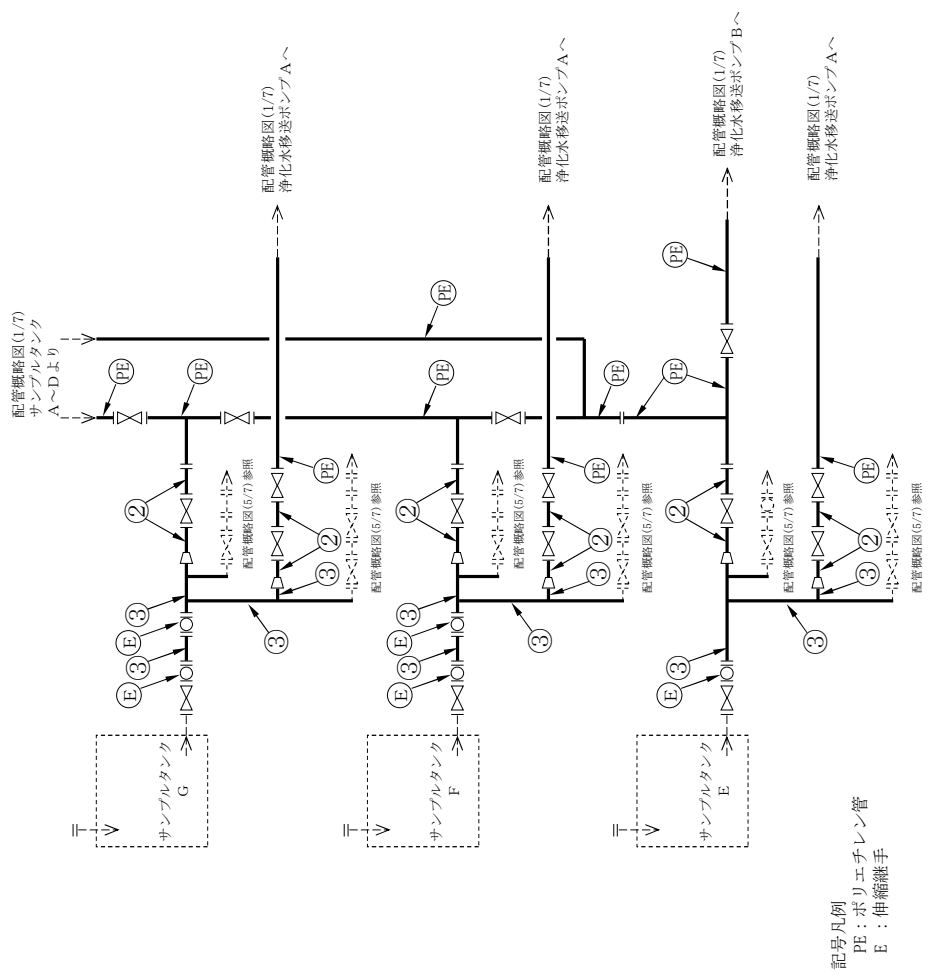 配管概略図(1/7)
サンプルタンク
A～Dより
配管概略図(1/7)
浄化水移送ポンプAへ
配管概略図(1/7)
浄化水移送ポンプAへ
配管概略図(1/7)
浄化水移送ポンプBへ
配管概略図(1/7)
浄化水移送ポンプAへ
PE
PE
PE
PE
PE
PE
PE
PE
PE
PE
PE
②
②
②
②
②
②
配管概略図(5/7)参照
配管概略図(5/7)参照
配管概略図(5/7)参照
配管概略図(5/7)参照
配管概略図(5/7)参照
配管概略図(5/7)参照
③
③
③
③
③
③
③
③
③
③
③
E
E
E
E
E
サンプルタンク
G
サンプルタンク
F
サンプルタンク
E
記号凡例
PE：ポリエチレン管
E ：伸縮継手